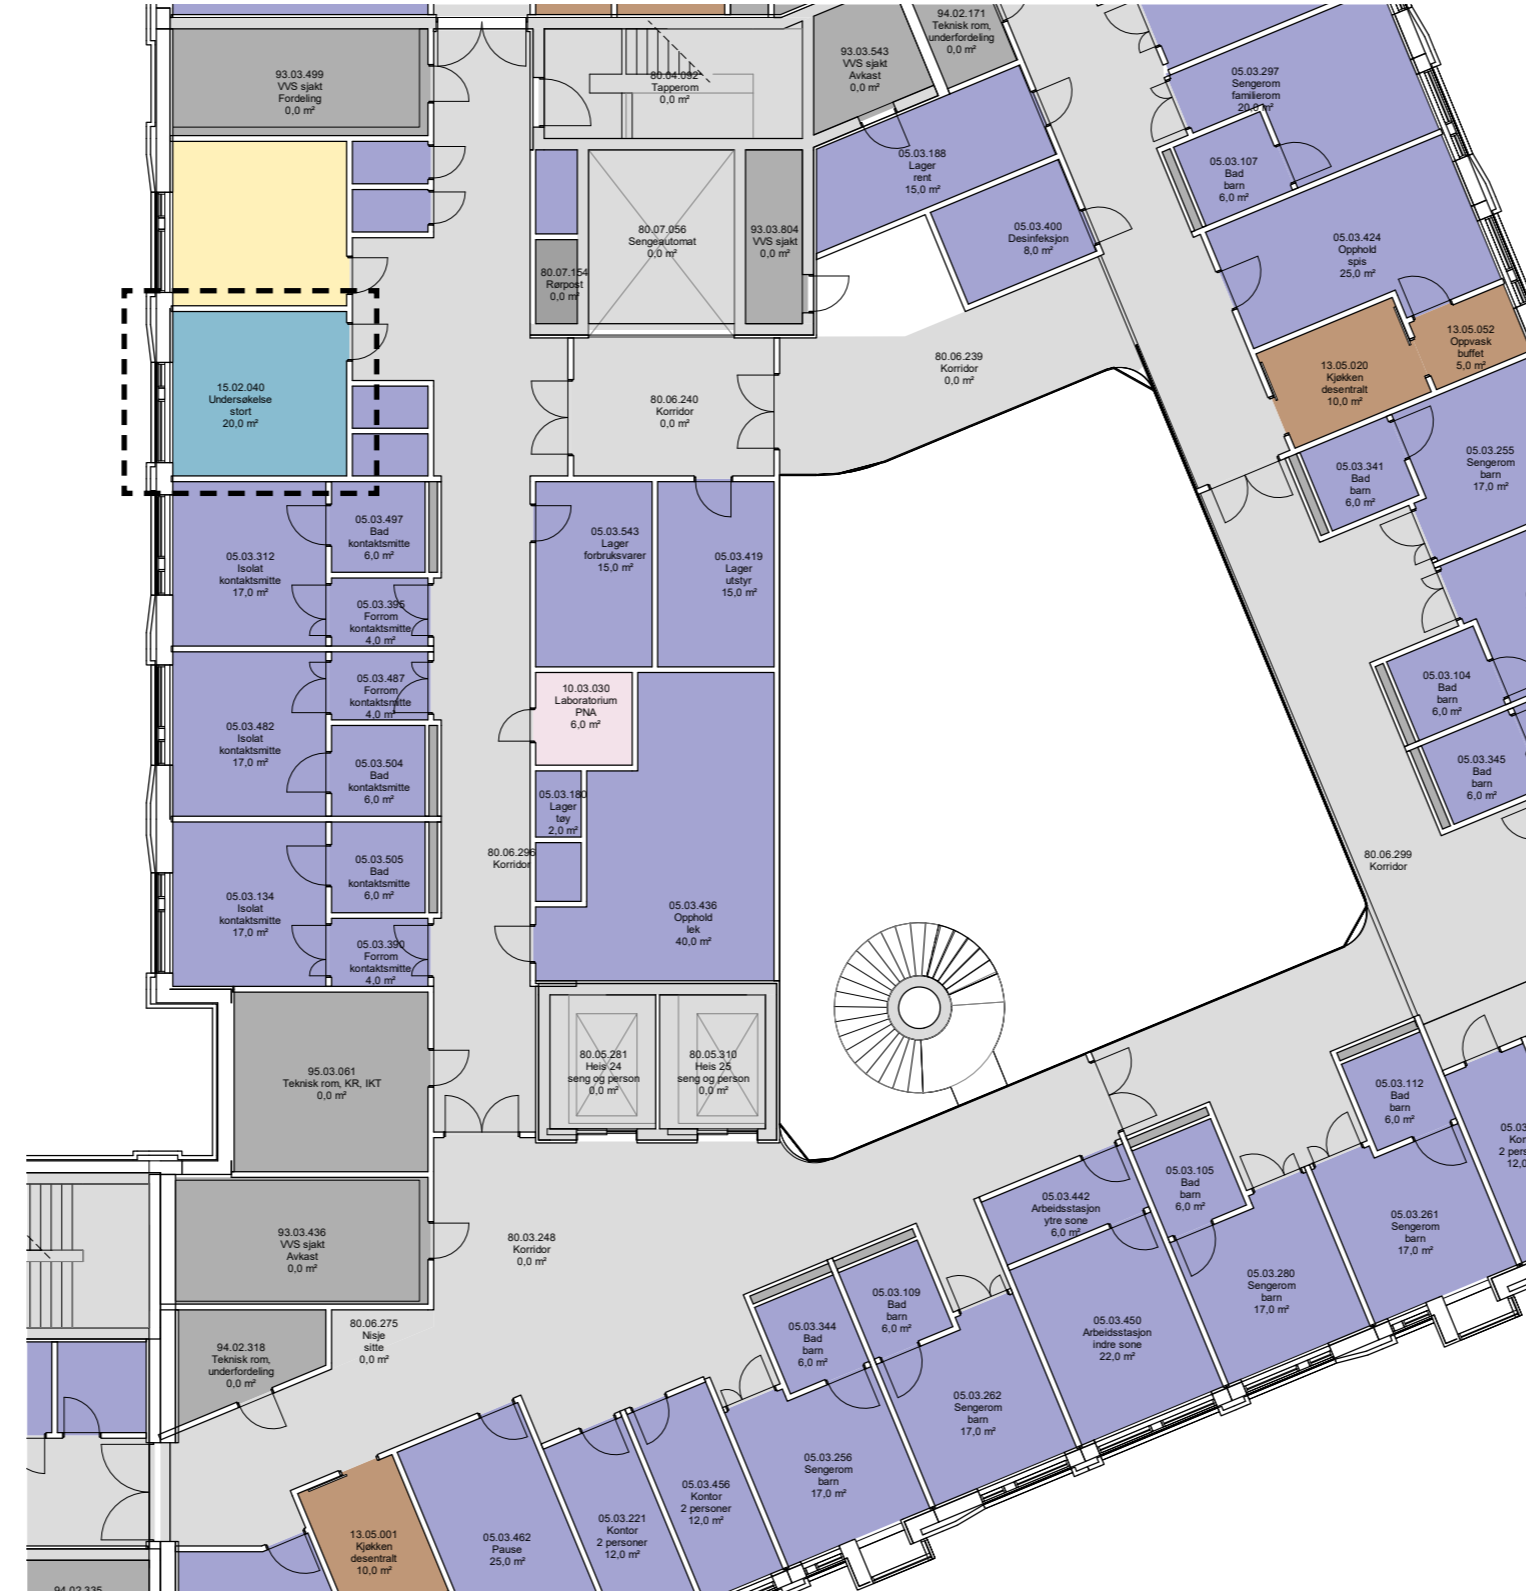 94.02.171
Teknisk rom,
underfordeling
0,0 m²
93.03.499
VVS sjakt
Fordeling
0,0 m²
80.04.092
Tapperom
0,0 m²
93.03.543
VVS sjakt
Avkast
0,0 m²
05.03.297
Sengerom
familierom
20,0 m²
05.03.188
Lager
rent
15,0 m²
05.03.107
Bad
barn
6,0 m²
80.07.056
Sengeautomat
0,0 m²
93.03.804
VVS sjakt
0,0 m²
05.03.400
Desinfeksjon
8,0 m²
05.03.424
Opphold
spis
25,0 m²
80.07.154
Rørpost
0,0 m²
15.02.040
Undersøkelse
stort
20,0 m²
80.06.240
Korridor
0,0 m²
80.06.239
Korridor
0,0 m²
13.05.020
Kjøkken
desentralt
10,0 m²
13.05.052
Oppvask
buffet
5,0 m²
05.03.341
Bad
barn
6,0 m²
05.03.255
Sengerom
barn
17,0 m²
05.03.497
Bad
kontaktsmitte
6,0 m²
05.03.312
Isolat
kontaktsmitte
17,0 m²
05.03.543
Lager
forbruksvarer
15,0 m²
05.03.419
Lager
utstyr
15,0 m²
05.03.395
Forrom
kontaktsmitte
4,0 m²
05.03.487
Forrom
kontaktsmitte
4,0 m²
10.03.030
Laboratorium
PNA
6,0 m²
05.03.104
Bad
barn
6,0 m²
05.03.482
Isolat
kontaktsmitte
17,0 m²
05.03.504
Bad
kontaktsmitte
6,0 m²
05.03.180
Lager
tøy
2,0 m²
05.03.345
Bad
barn
6,0 m²
80.06.296
Korridor
80.06.299
Korridor
05.03.505
Bad
kontaktsmitte
6,0 m²
05.03.134
Isolat
kontaktsmitte
17,0 m²
05.03.436
Opphold
lek
40,0 m²
05.03.390
Forrom
kontaktsmitte
4,0 m²
95.03.061
Teknisk rom, KR, IKT
0,0 m²
80.05.281
Heis 24
seng og person
0,0 m²
80.05.310
Heis 25
seng og person
0,0 m²
05.03.112
Bad
barn
6,0 m²
05.03
Kon
2 pers
12,0
05.03.105
Bad
barn
6,0 m²
05.03.442
Arbeidsstasjon
ytre sone
6,0 m²
05.03.261
Sengerom
barn
17,0 m²
93.03.436
VVS sjakt
Avkast
0,0 m²
80.03.248
Korridor
0,0 m²
05.03.280
Sengerom
barn
17,0 m²
05.03.109
Bad
barn
6,0 m²
80.06.275
Nisje
sitte
0,0 m²
05.03.344
Bad
barn
6,0 m²
05.03.450
Arbeidsstasjon
indre sone
22,0 m²
94.02.318
Teknisk rom,
underfordeling
0,0 m²
05.03.262
Sengerom
barn
17,0 m²
05.03.256
Sengerom
barn
17,0 m²
05.03.456
Kontor
2 personer
12,0 m²
05.03.221
Kontor
2 personer
12,0 m²
13.05.001
Kjøkken
desentralt
10,0 m²
05.03.462
Pause
25,0 m²
94.02.335